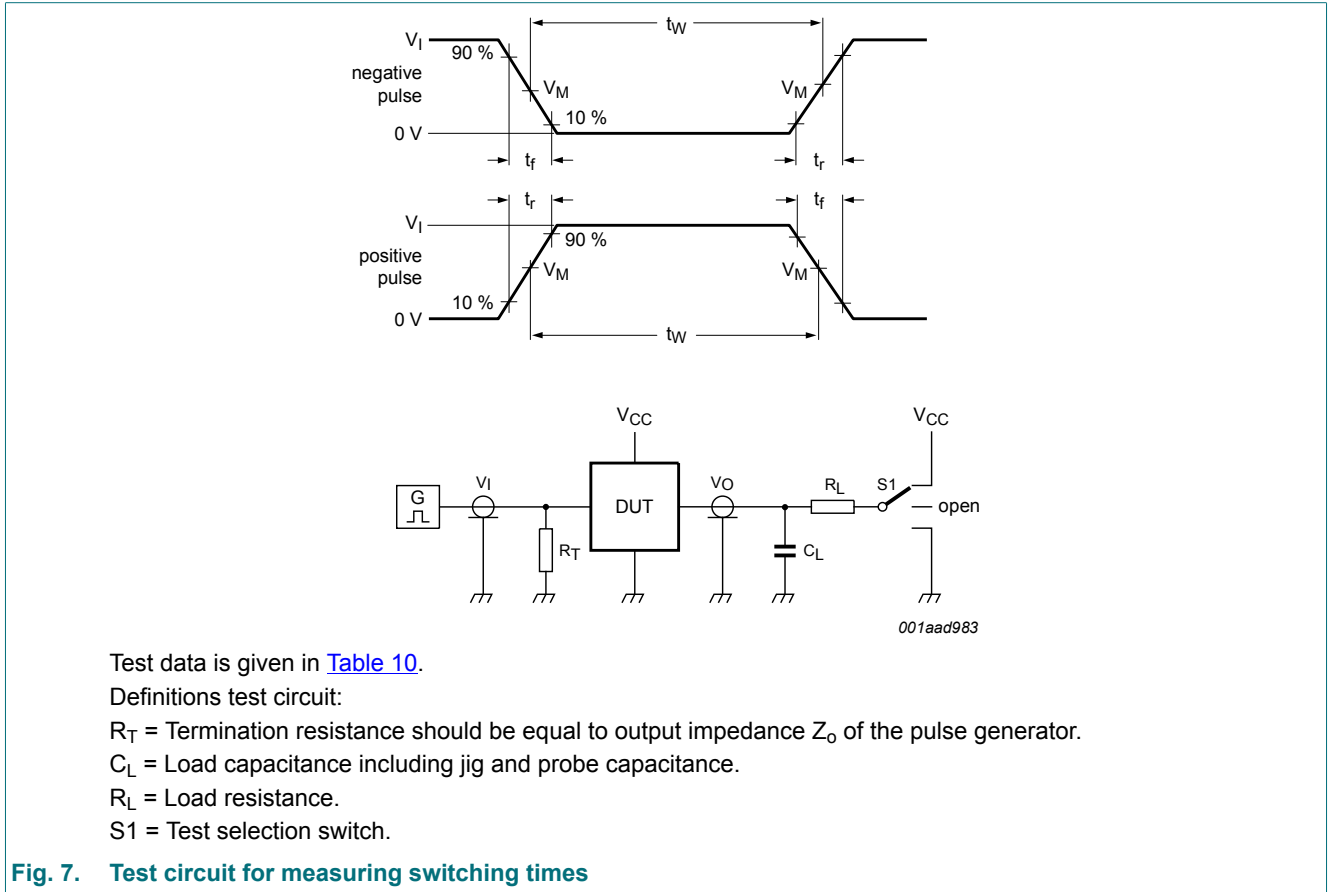 tW
VI
90 %
negative
pulse
VM
VM
10 %
0 V
tf
tr
tr
tf
VI
90 %
positive
pulse
VM
VM
10 %
0 V
tW
VCC
VCC
G
VI
DUT
VO
RL
S1
open
RT
CL
001aad983
Test data is given in Table 10.
Definitions test circuit:
RT = Termination resistance should be equal to output impedance Zo of the pulse generator.
CL = Load capacitance including jig and probe capacitance.
RL = Load resistance.
S1 = Test selection switch.
Fig. 7. Test circuit for measuring switching times